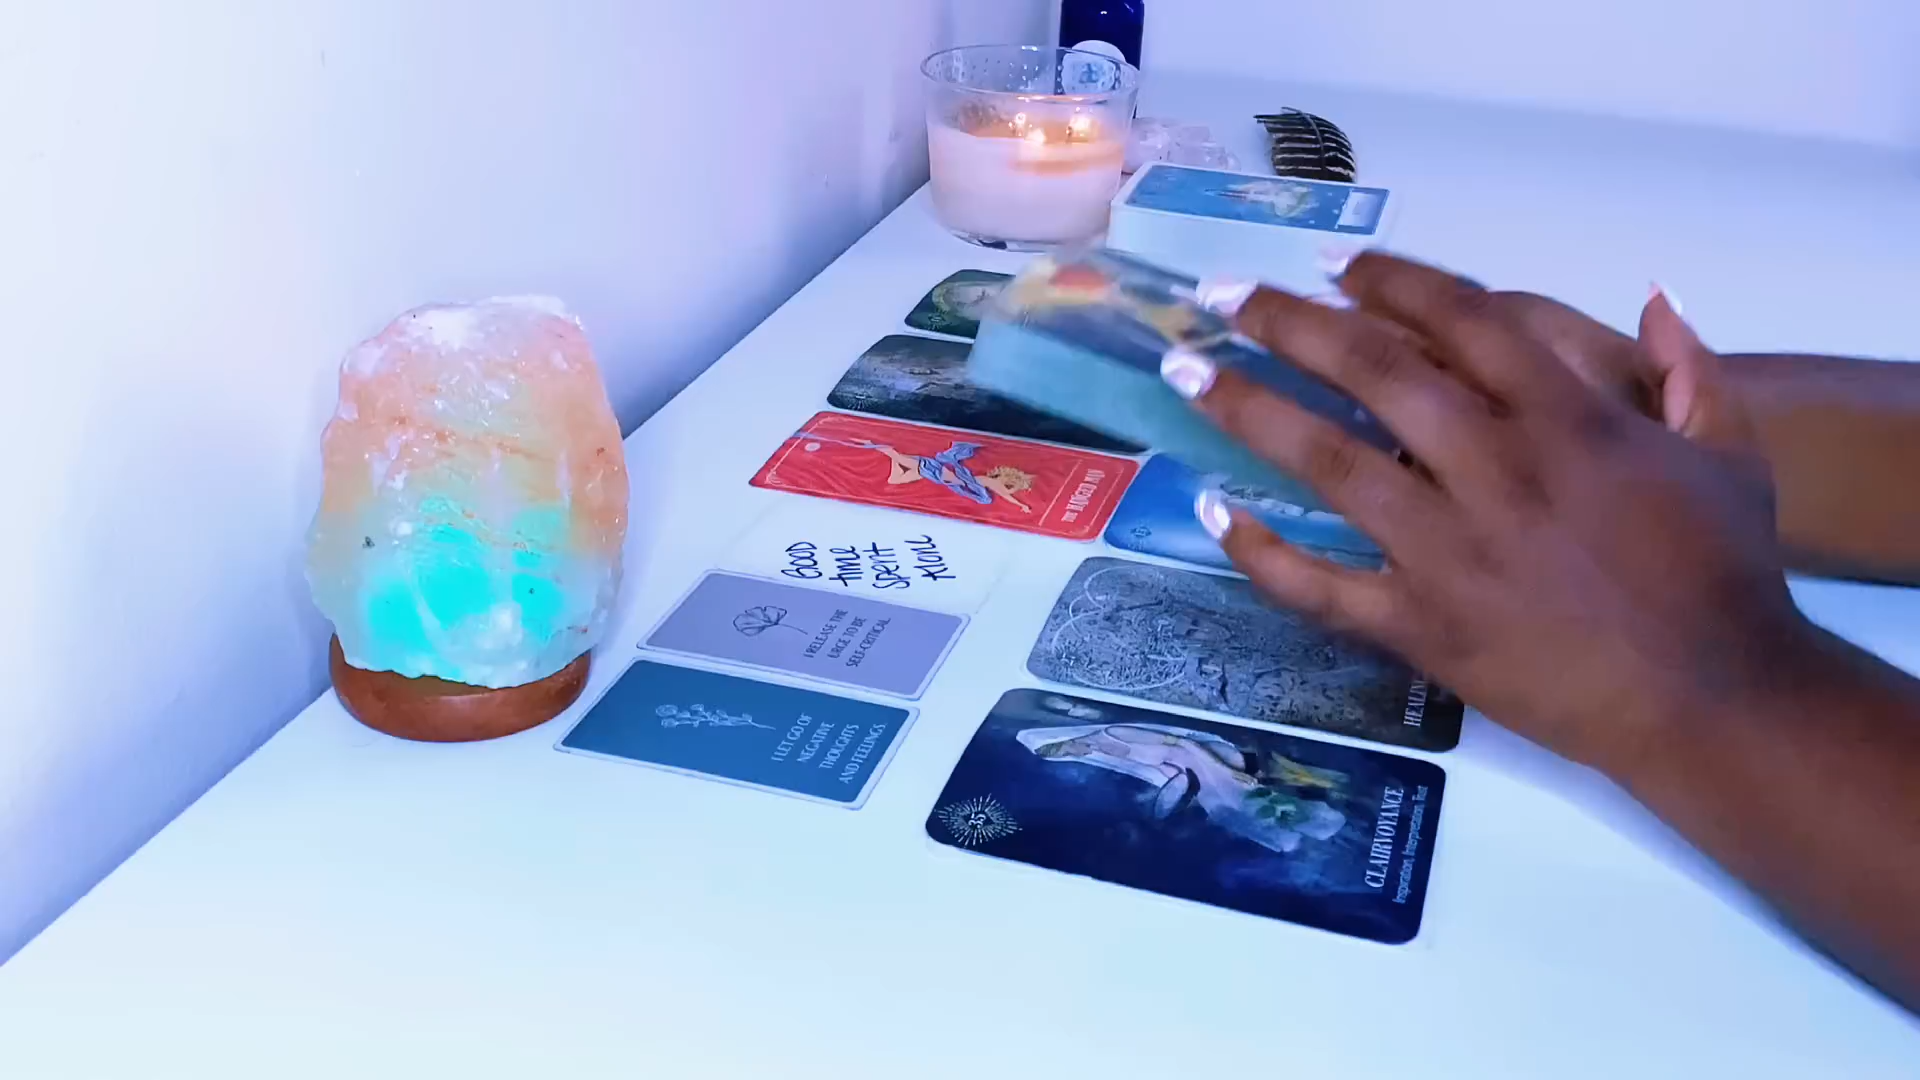 THE HANGED MAN
GOOD
time
spent
Alone
I RELEASE THE
URGE TO BE
SELF-CRITICAL.
I LET GO OF
NEGATIVE
THOUGHTS
AND FEELINGS.
35
CLAIRVOYANCE
Inspiration, Interpretation, Trust